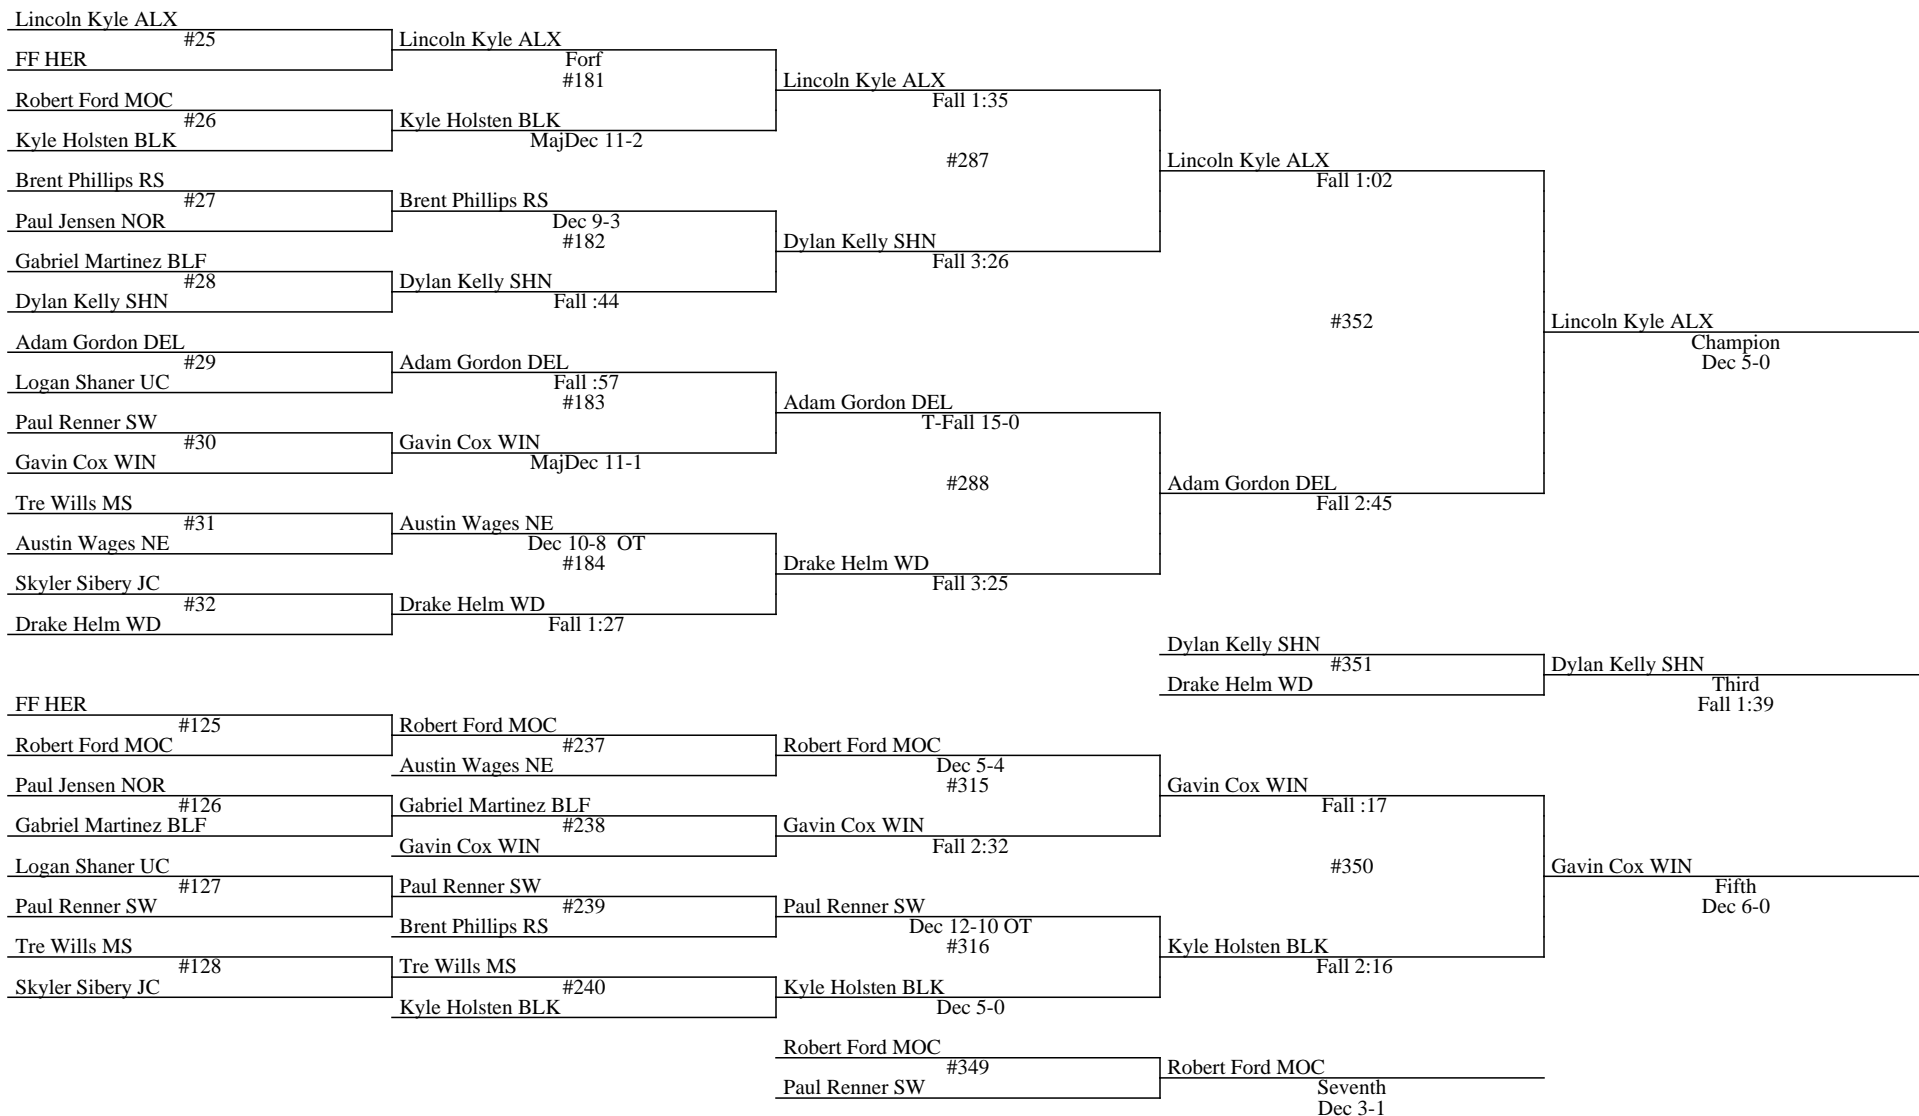 Lincoln Kyle ALX
#25
FF HER
Lincoln Kyle ALX
Forf
#181
Robert Ford MOC
#26
Kyle Holsten BLK
Kyle Holsten BLK
MajDec 11-2
Lincoln Kyle ALX
Fall 1:35
#287
Brent Phillips RS
#27
Paul Jensen NOR
Brent Phillips RS
Dec 9-3
#182
Gabriel Martinez BLF
#28
Dylan Kelly SHN
Dylan Kelly SHN
Fall :44
Dylan Kelly SHN
Fall 3:26
Lincoln Kyle ALX
Fall 1:02
#352
Adam Gordon DEL
#29
Logan Shaner UC
Adam Gordon DEL
Fall :57
#183
Paul Renner SW
#30
Gavin Cox WIN
Gavin Cox WIN
MajDec 11-1
Adam Gordon DEL
T-Fall 15-0
#288
Tre Wills MS
#31
Austin Wages NE
Austin Wages NE
Dec 10-8 OT
#184
Skyler Sibery JC
#32
Drake Helm WD
Drake Helm WD
Fall 1:27
Drake Helm WD
Fall 3:25
Adam Gordon DEL
Fall 2:45
Lincoln Kyle ALX
Champion
Dec 5-0
Dylan Kelly SHN
#351
Drake Helm WD
Dylan Kelly SHN
Third
Fall 1:39
FF HER
#125
Robert Ford MOC
Robert Ford MOC
#237
Austin Wages NE
Robert Ford MOC
Dec 5-4
#315
Paul Jensen NOR
#126
Gabriel Martinez BLF
Gabriel Martinez BLF
#238
Gavin Cox WIN
Gavin Cox WIN
Fall 2:32
Gavin Cox WIN
Fall :17
#350
Logan Shaner UC
#127
Paul Renner SW
Paul Renner SW
#239
Brent Phillips RS
Paul Renner SW
Dec 12-10 OT
#316
Tre Wills MS
#128
Skyler Sibery JC
Tre Wills MS
#240
Kyle Holsten BLK
Kyle Holsten BLK
Dec 5-0
Kyle Holsten BLK
Fall 2:16
Gavin Cox WIN
Fifth
Dec 6-0
Robert Ford MOC
#349
Paul Renner SW
Robert Ford MOC
Seventh
Dec 3-1